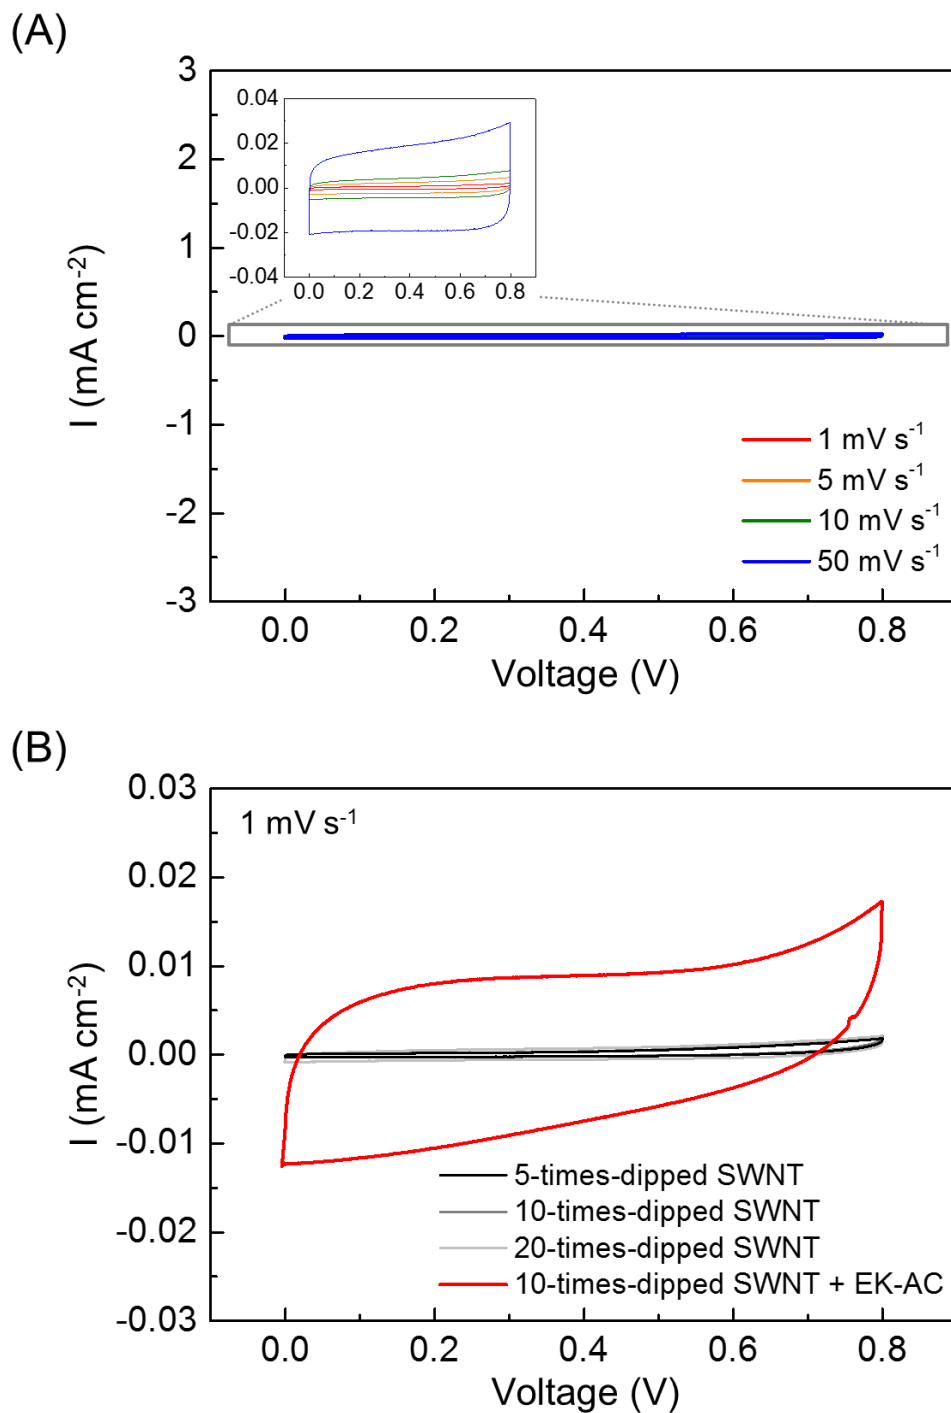 (A)
3
2
1
0
-1
-2
-3
I (mA cm-2)
0.04
0.02
0.00
-0.02
-0.04
0.0 0.2 0.4 0.6 0.8
1 mV s-1
5 mV s-1
10 mV s-1
50 mV s-1
0.0 0.2 0.4 0.6 0.8
Voltage (V)
(B)
0.03
0.02
0.01
0.00
-0.01
-0.02
-0.03
I (mA cm-2)
1 mV s-1
5-times-dipped SWNT
10-times-dipped SWNT
20-times-dipped SWNT
10-times-dipped SWNT + EK-AC
0.0 0.2 0.4 0.6 0.8
Voltage (V)